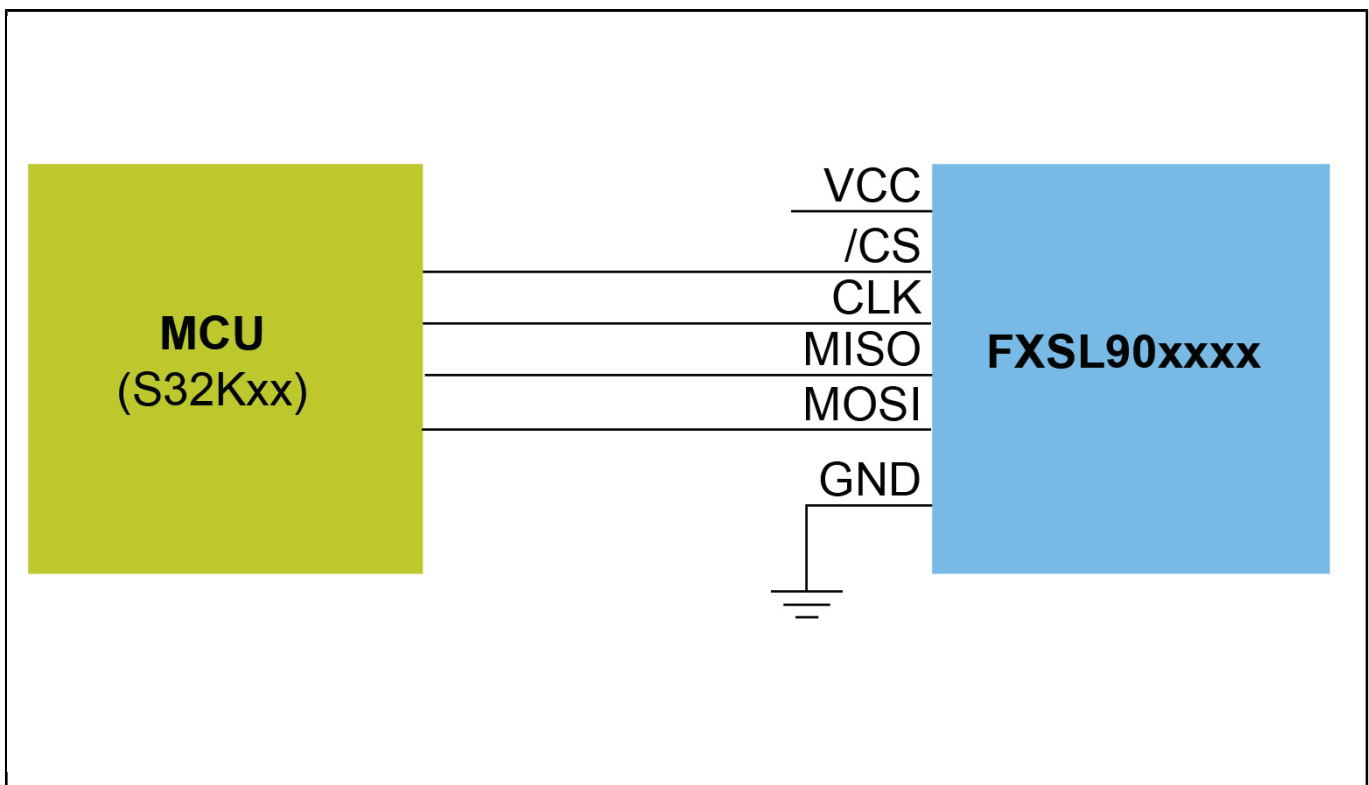 MCU
(S32Kxx)
VCC
/CS
CLK
MISO
MOSI
GND
FXSL90xxxx